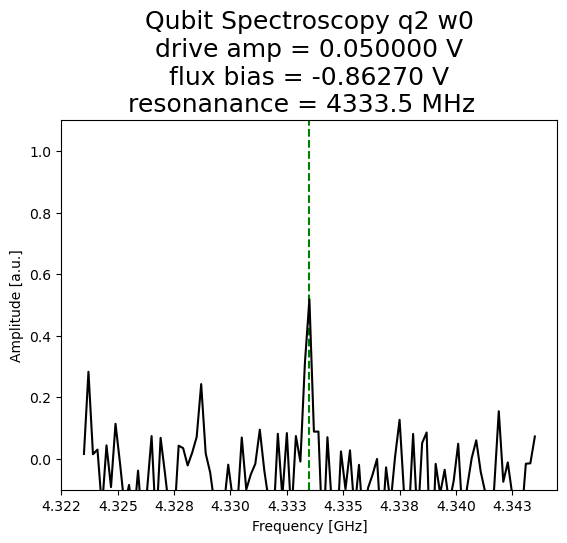 Qubit Spectroscopy q2 w0
drive amp = 0.050000 V
flux bias = -0.86270 V
resonanance = 4333.5 MHz
1.0
0.8
0.6
0.4
0.2
0.0
Amplitude [a.u.]
4.322 4.325 4.328 4.330 4.333 4.335 4.338 4.340 4.343
Frequency [GHz]